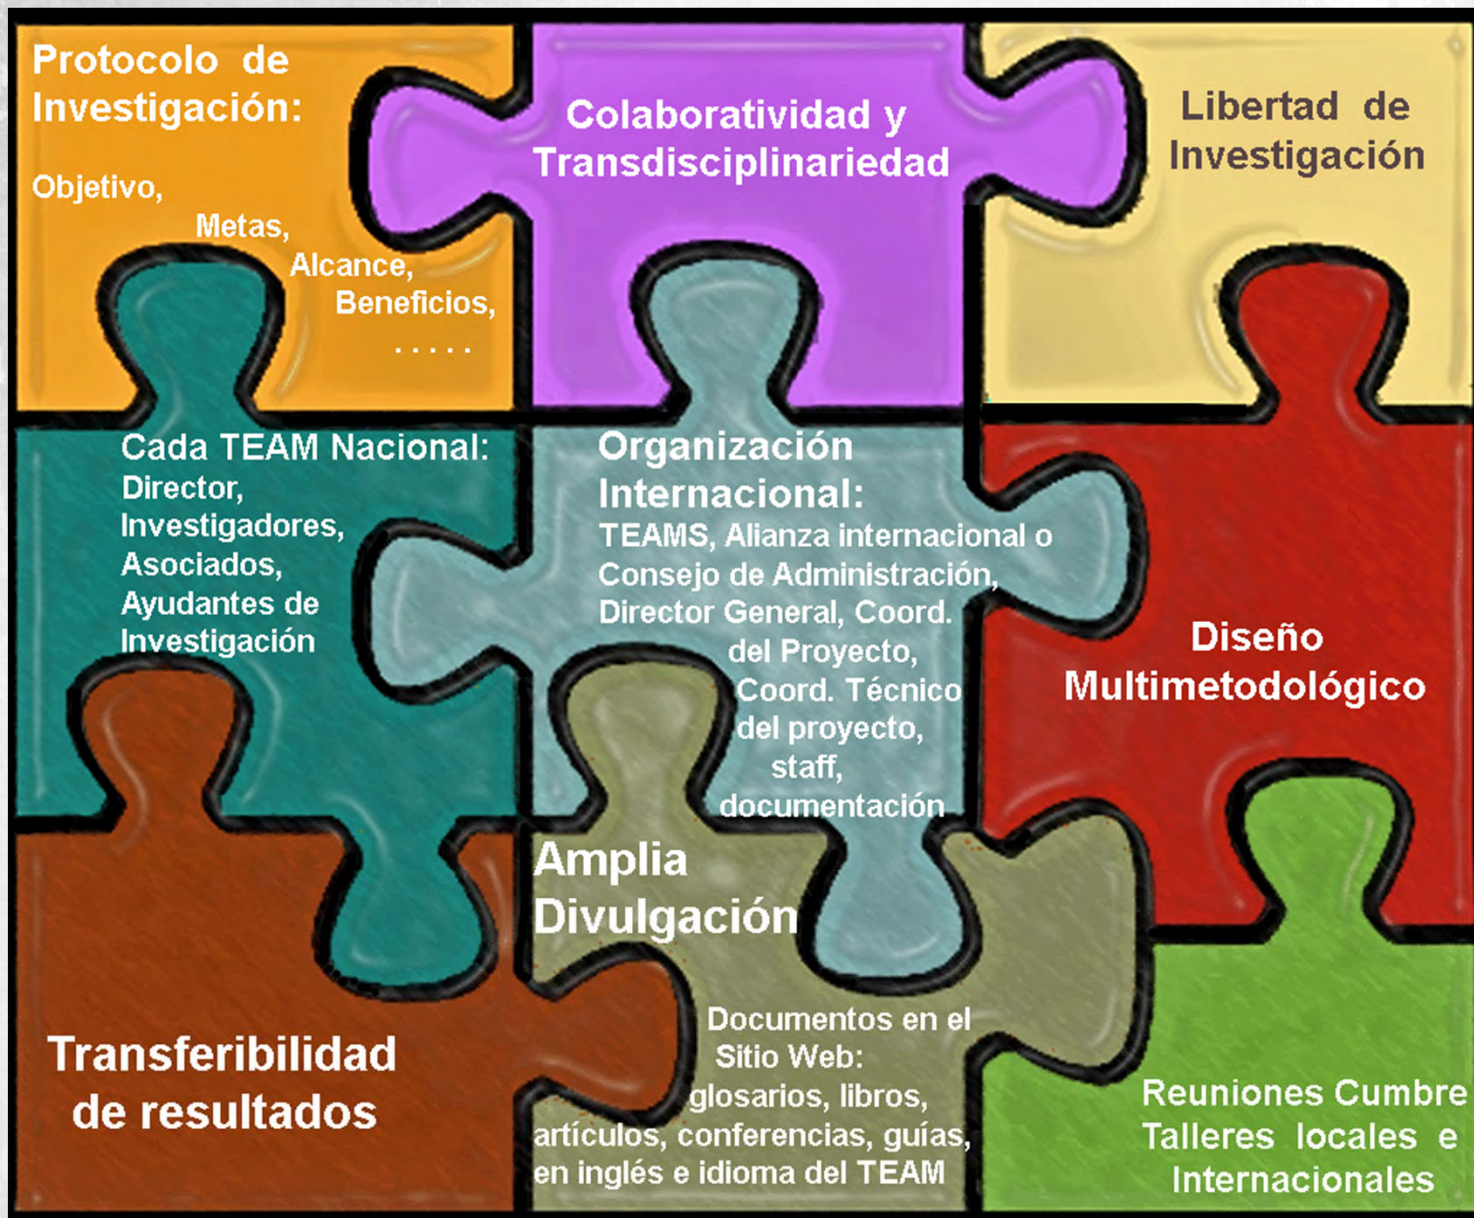 Protocolo de
Investigación:
Objetivo,
Metas,
Alcance,
Beneficios,
. . . . .
Colaboratividad y
Transdisciplinariedad
Libertad de
Investigación
Cada TEAM Nacional:
Director,
Investigadores,
Asociados,
Ayudantes de
Investigación
Organización
Internacional:
TEAMS, Alianza internacional o
Consejo de Administración,
Director General, Coord.
del Proyecto,
Coord. Técnico
del proyecto,
staff,
documentación
Diseño
Multimetodológico
Transferibilidad
de resultados
Amplia
Divulgación
Documentos en el
Sitio Web:
glosarios, libros,
artículos, conferencias, guías,
en inglés e idioma del TEAM
Reuniones Cumbre
Talleres locales e
Internacionales